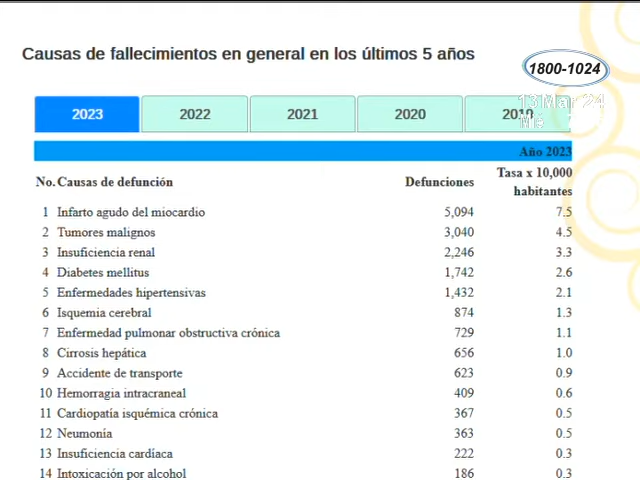 Causas de fallecimientos en general en los últimos 5 años
1800-1024
13 Mar 24
2023 2022 2021 2020 2019
Año 2023
No. Causas de defunción Defunciones Tasa x 10,000 habitantes
1 Infarto agudo del miocardio 5,094 7.5
2 Tumores malignos 3,040 4.5
3 Insuficiencia renal 2,246 3.3
4 Diabetes mellitus 1,742 2.6
5 Enfermedades hipertensivas 1,432 2.1
6 Isquemia cerebral 874 1.3
7 Enfermedad pulmonar obstructiva crónica 729 1.1
8 Cirrosis hepática 656 1.0
9 Accidente de transporte 623 0.9
10 Hemorragia intracraneal 409 0.6
11 Cardiopatía isquémica crónica 367 0.5
12 Neumonía 363 0.5
13 Insuficiencia cardíaca 222 0.3
14 Intoxicación por alcohol 186 0.3